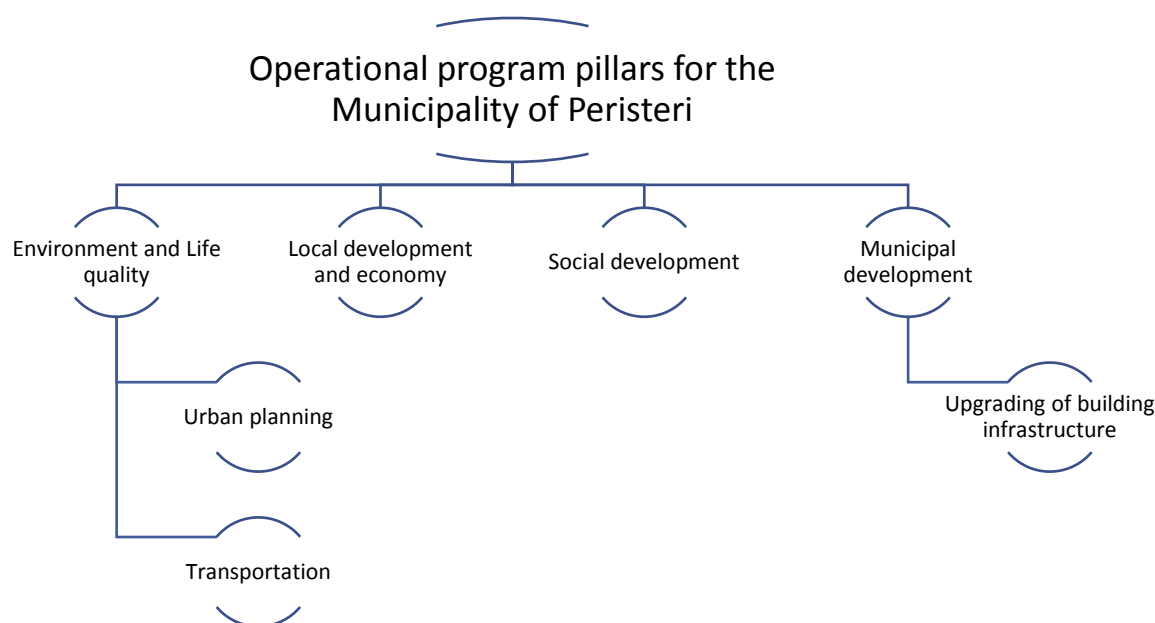 Operational program pillars for the
Municipality of Peristeri
Environment and Life
quality
Local development
and economy
Social development
Municipal
development
Urban planning
Upgrading of building
infrastructure
Transportation